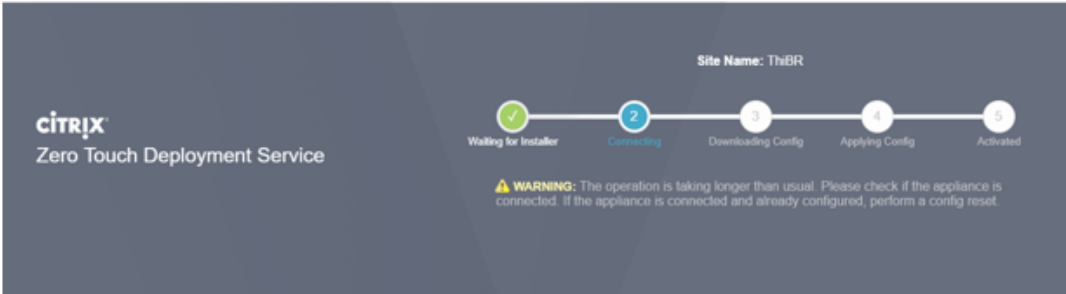 Site Name: ThiBR
CİTRİX
Zero Touch Deployment Service
✓ 2 3 4 5
Waiting for Installer Connecting Downloading Config Applying Config Activated
WARNING: The operation is taking longer than usual. Please check if the appliance is
connected. If the appliance is connected and already configured, perform a config reset.